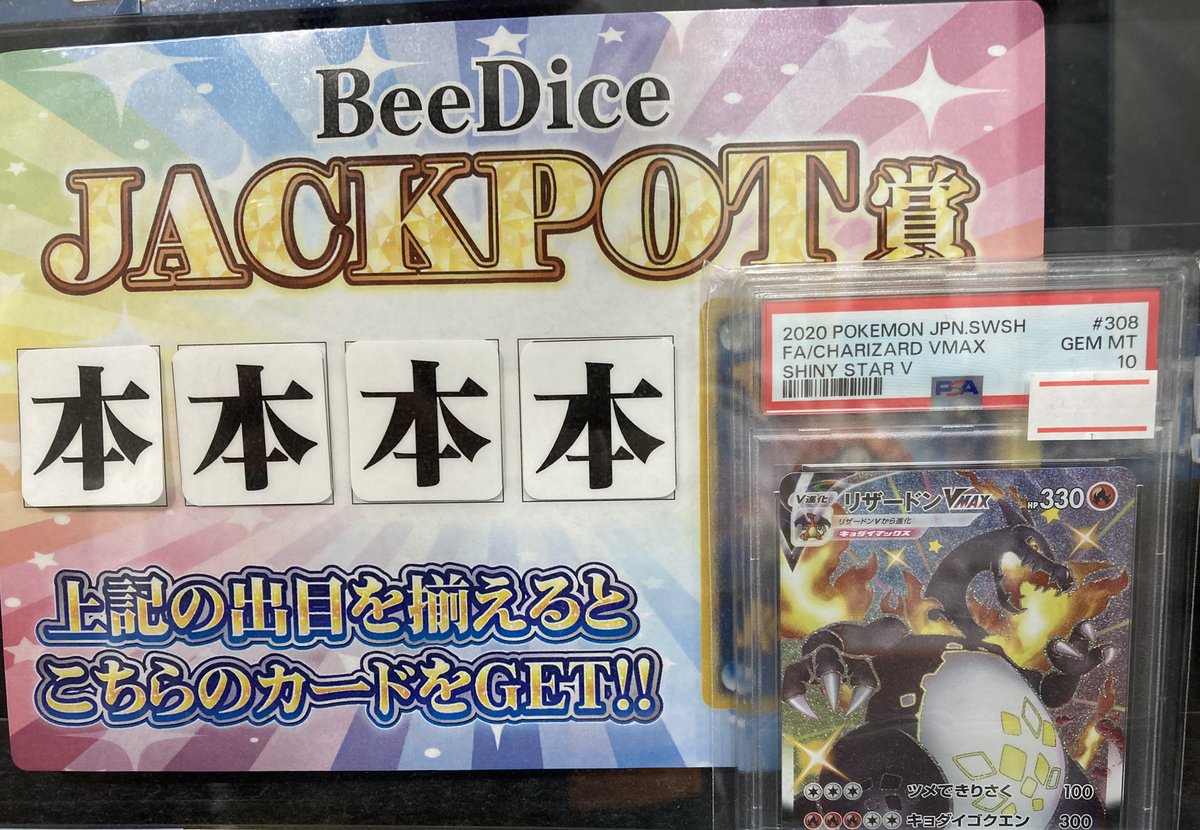 BeeDice
JACKPOT賞
本 本 本 本
上記の出目を揃えると
こちらのカードをGET!!
2020 POKEMON JPN.SWSH #308
FA/CHARIZARD VMAX GEM MT
SHINY STAR V 10
PSA
V進化 リザードンVMAX HP330
リザードンVから進化
キョダイマックス
ツメできりさく 100
キョダイゴクエン 300